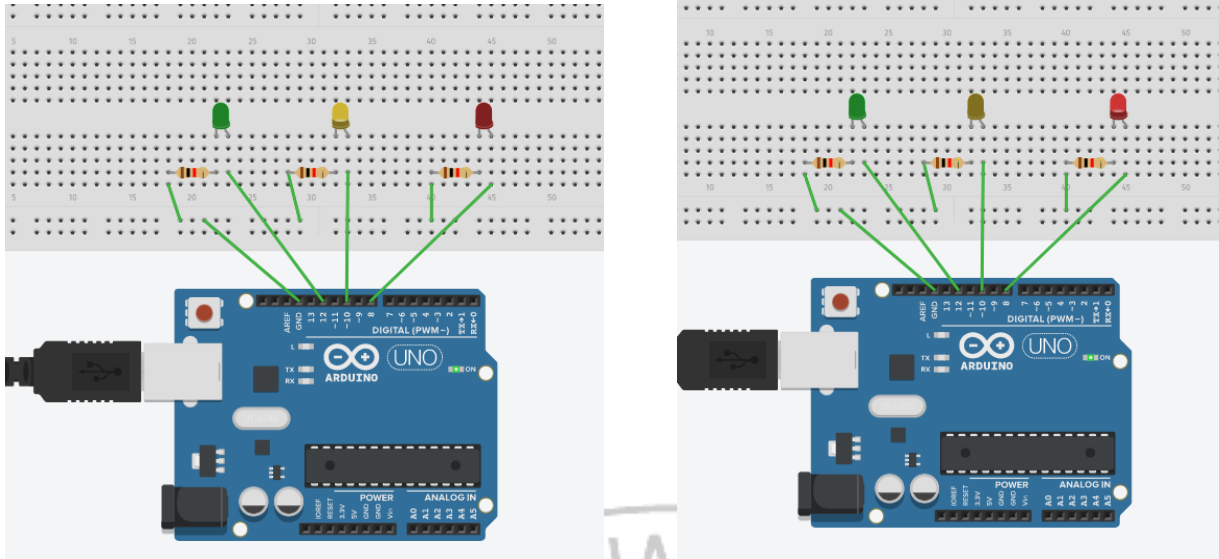 5 10 15 20 25 30 35 40 45 50
5 10 15 20 25 30 35 40 45 50
AREF
GND
13
12
~11
~10
~9
8
7
~6
~5
4
~3
2
TX→1
RX←0
DIGITAL (PWM~)
L
TX
RX
UNO
ARDUINO
ON
POWER
ANALOG IN
IOREF
RESET
3.3V
5V
GND
GND
Vin
A0
A1
A2
A3
A4
A5
10 15 20 25 30 35 40 45 50
10 15 20 25 30 35 40 45 50
AREF
GND
13
12
~11
~10
~9
8
7
~6
~5
4
~3
2
TX→1
RX←0
DIGITAL (PWM~)
L
TX
RX
UNO
ARDUINO
ON
POWER
ANALOG IN
IOREF
RESET
3.3V
5V
GND
GND
Vin
A0
A1
A2
A3
A4
A5